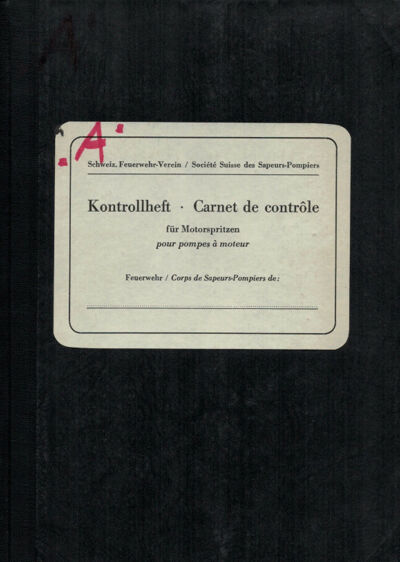 "A"
Schweiz. Feuerwehr-Verein / Société Suisse des Sapeurs-Pompiers
Kontrollheft · Carnet de contrôle
für Motorspritzen
pour pompes à moteur
Feuerwehr / Corps de Sapeurs-Pompiers de: